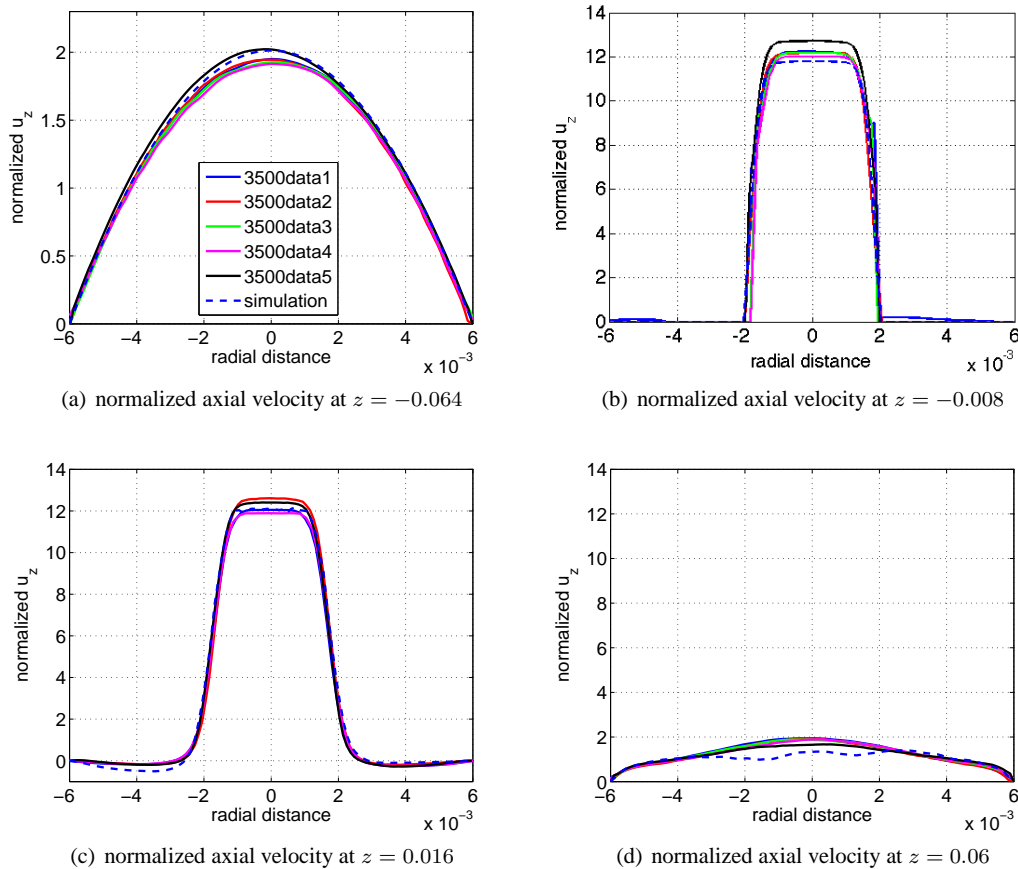 2
1.5
1
0.5
0
normalized u_z
3500data1
3500data2
3500data3
3500data4
3500data5
simulation
−6 −4 −2 0 2 4 6
radial distance
x 10^−3
(a) normalized axial velocity at z = −0.064
14
12
10
8
6
4
2
0
normalized u_z
−6 −4 −2 0 2 4 6
radial distance
x 10^−3
(b) normalized axial velocity at z = −0.008
14
12
10
8
6
4
2
0
normalized u_z
−6 −4 −2 0 2 4 6
radial distance
x 10^−3
(c) normalized axial velocity at z = 0.016
14
12
10
8
6
4
2
0
normalized u_z
−6 −4 −2 0 2 4 6
radial distance
x 10^−3
(d) normalized axial velocity at z = 0.06